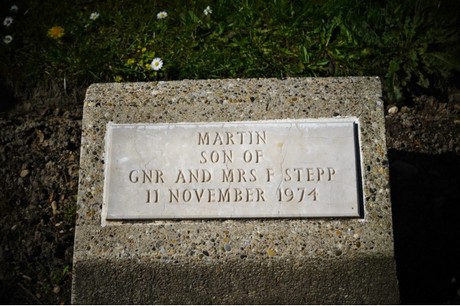 MARTIN
SON OF
GNR AND MRS F STEPP
11 NOVEMBER 1974